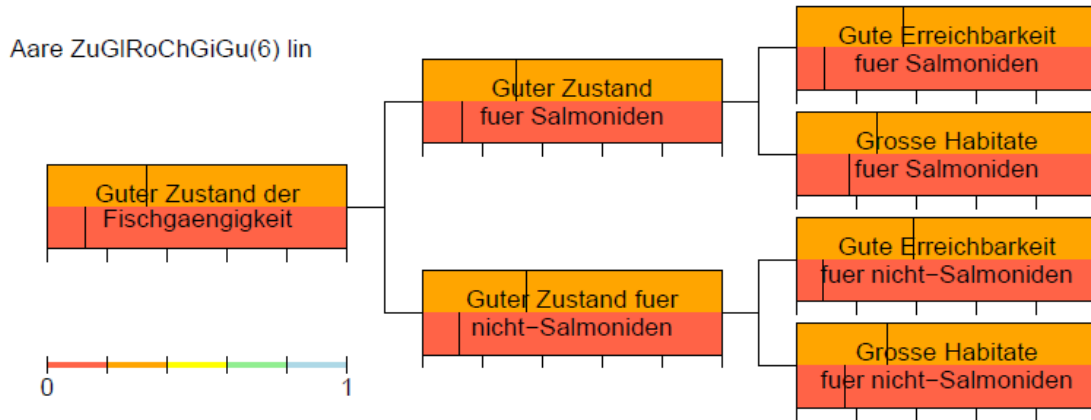 Aare ZuGlRoChGiGu(6) lin
Guter Zustand der
Fischgaengigkeit
Guter Zustand
fuer Salmoniden
Guter Zustand fuer
nicht−Salmoniden
Gute Erreichbarkeit
fuer Salmoniden
Grosse Habitate
fuer Salmoniden
Gute Erreichbarkeit
fuer nicht−Salmoniden
Grosse Habitate
fuer nicht−Salmoniden
0 1